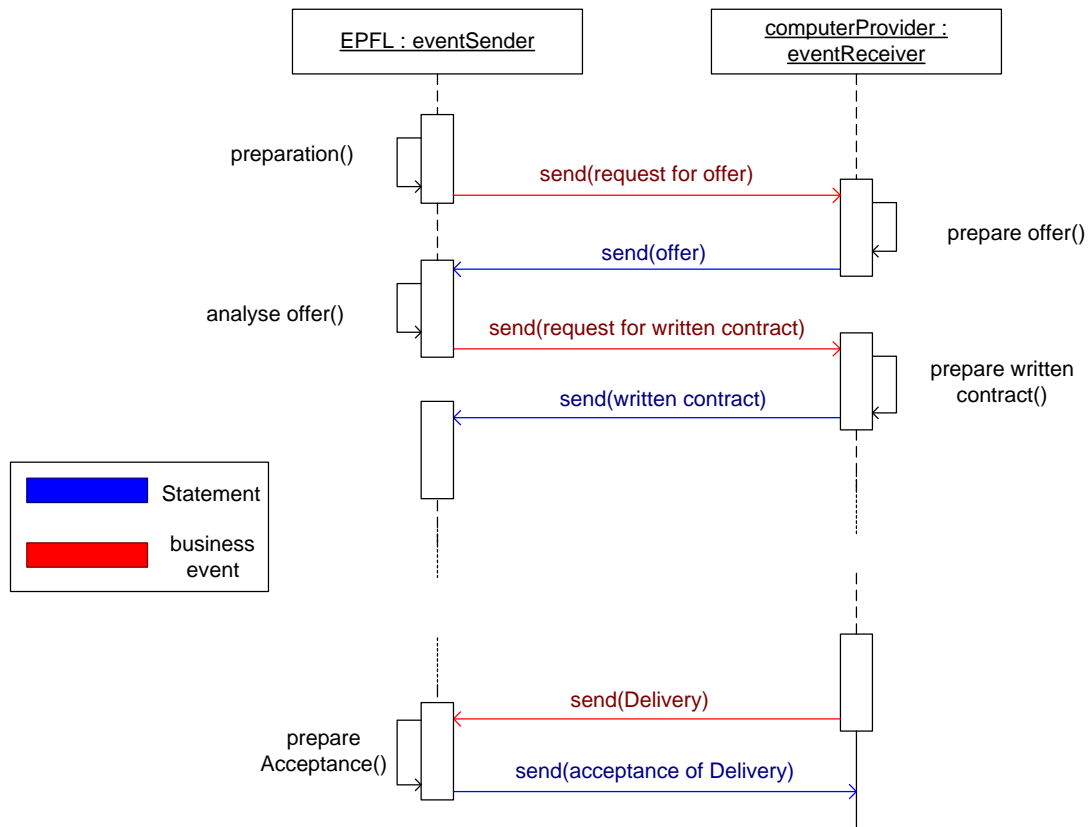 EPFL : eventSender
computerProvider :
eventReceiver
preparation()
send(request for offer)
prepare offer()
send(offer)
analyse offer()
send(request for written contract)
prepare written
contract()
send(written contract)
Statement
business
event
send(Delivery)
prepare
Acceptance()
send(acceptance of Delivery)